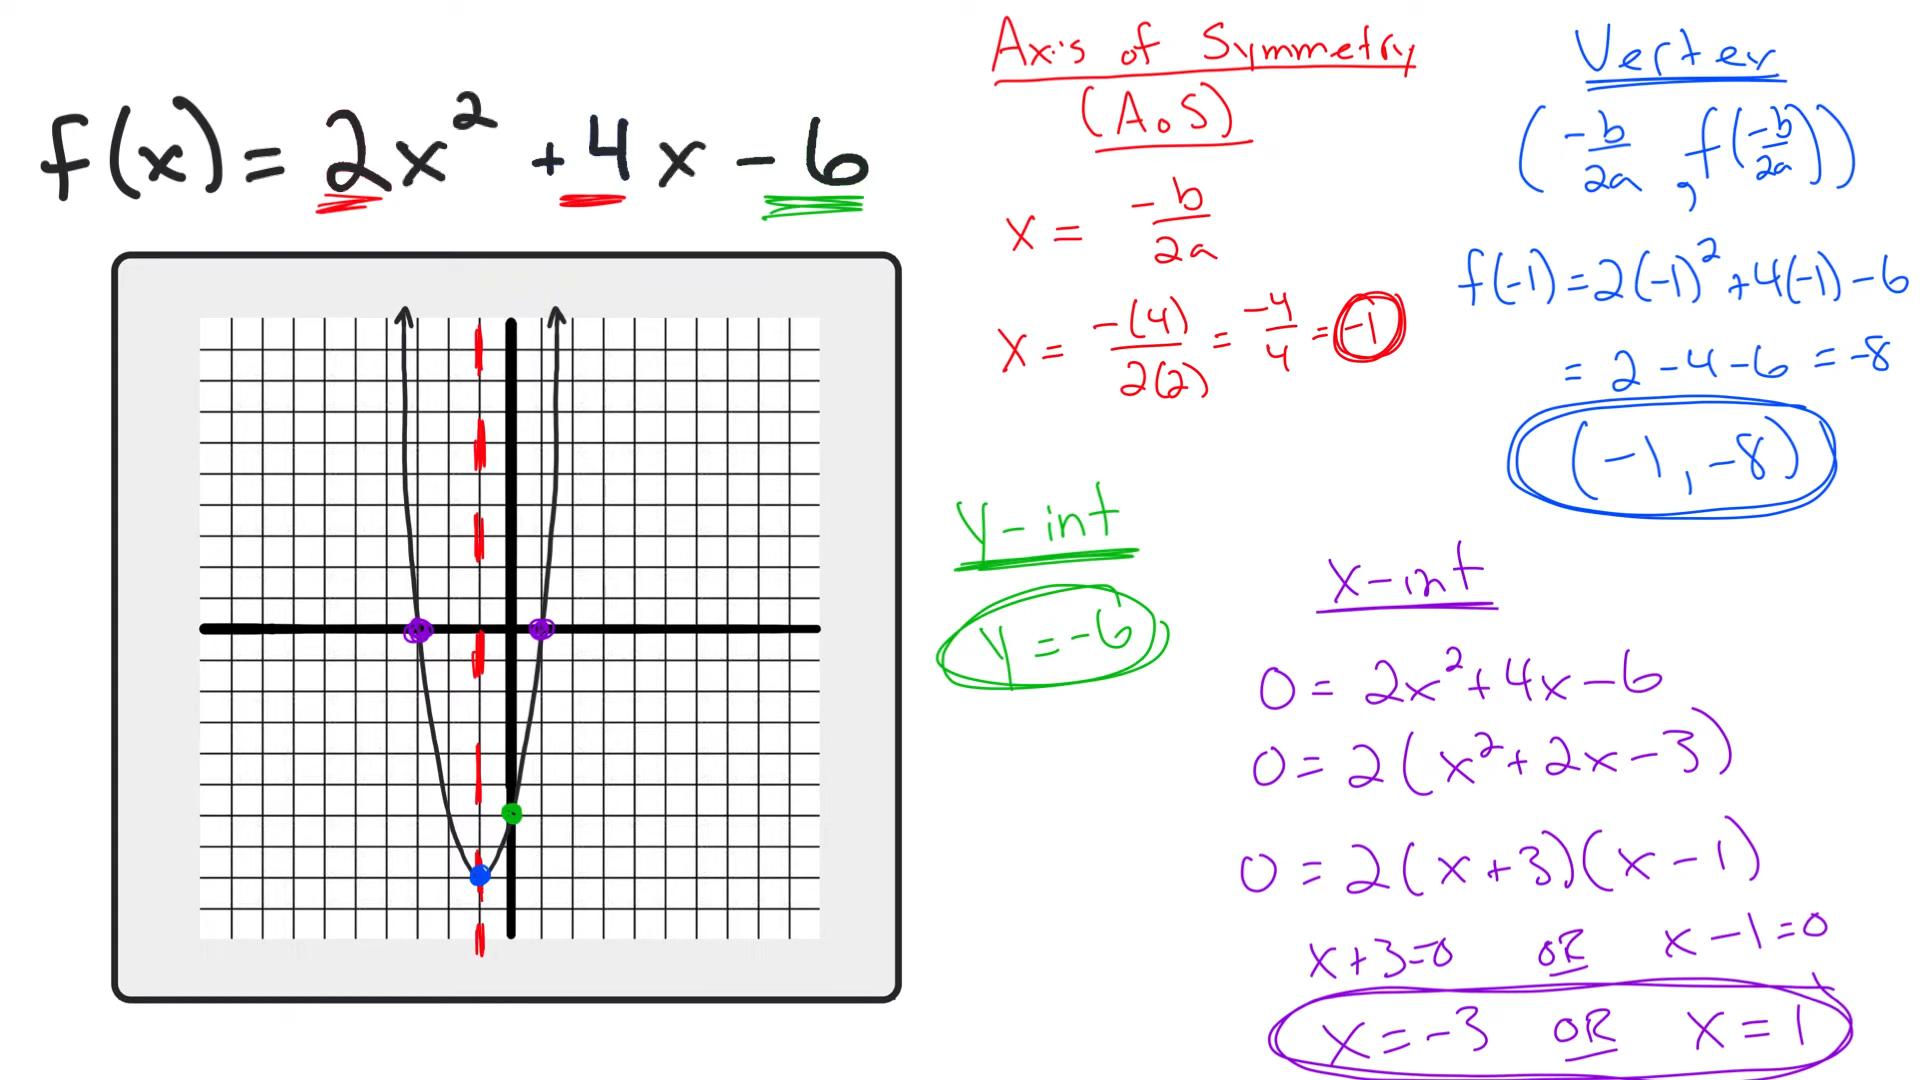 f(x) = 2x² + 4x - 6
Axis of Symmetry
(AoS)
x = -b/2a
x = -(4)/2(2) = -4/4 = -1
Vertex
(-b/2a, f(-b/2a))
f(-1) = 2(-1)² + 4(-1) - 6
= 2 - 4 - 6 = -8
(-1, -8)
y-int
y = -6
x-int
0 = 2x² + 4x - 6
0 = 2(x² + 2x - 3)
0 = 2(x + 3)(x - 1)
x + 3 = 0 OR x - 1 = 0
x = -3 OR x = 1